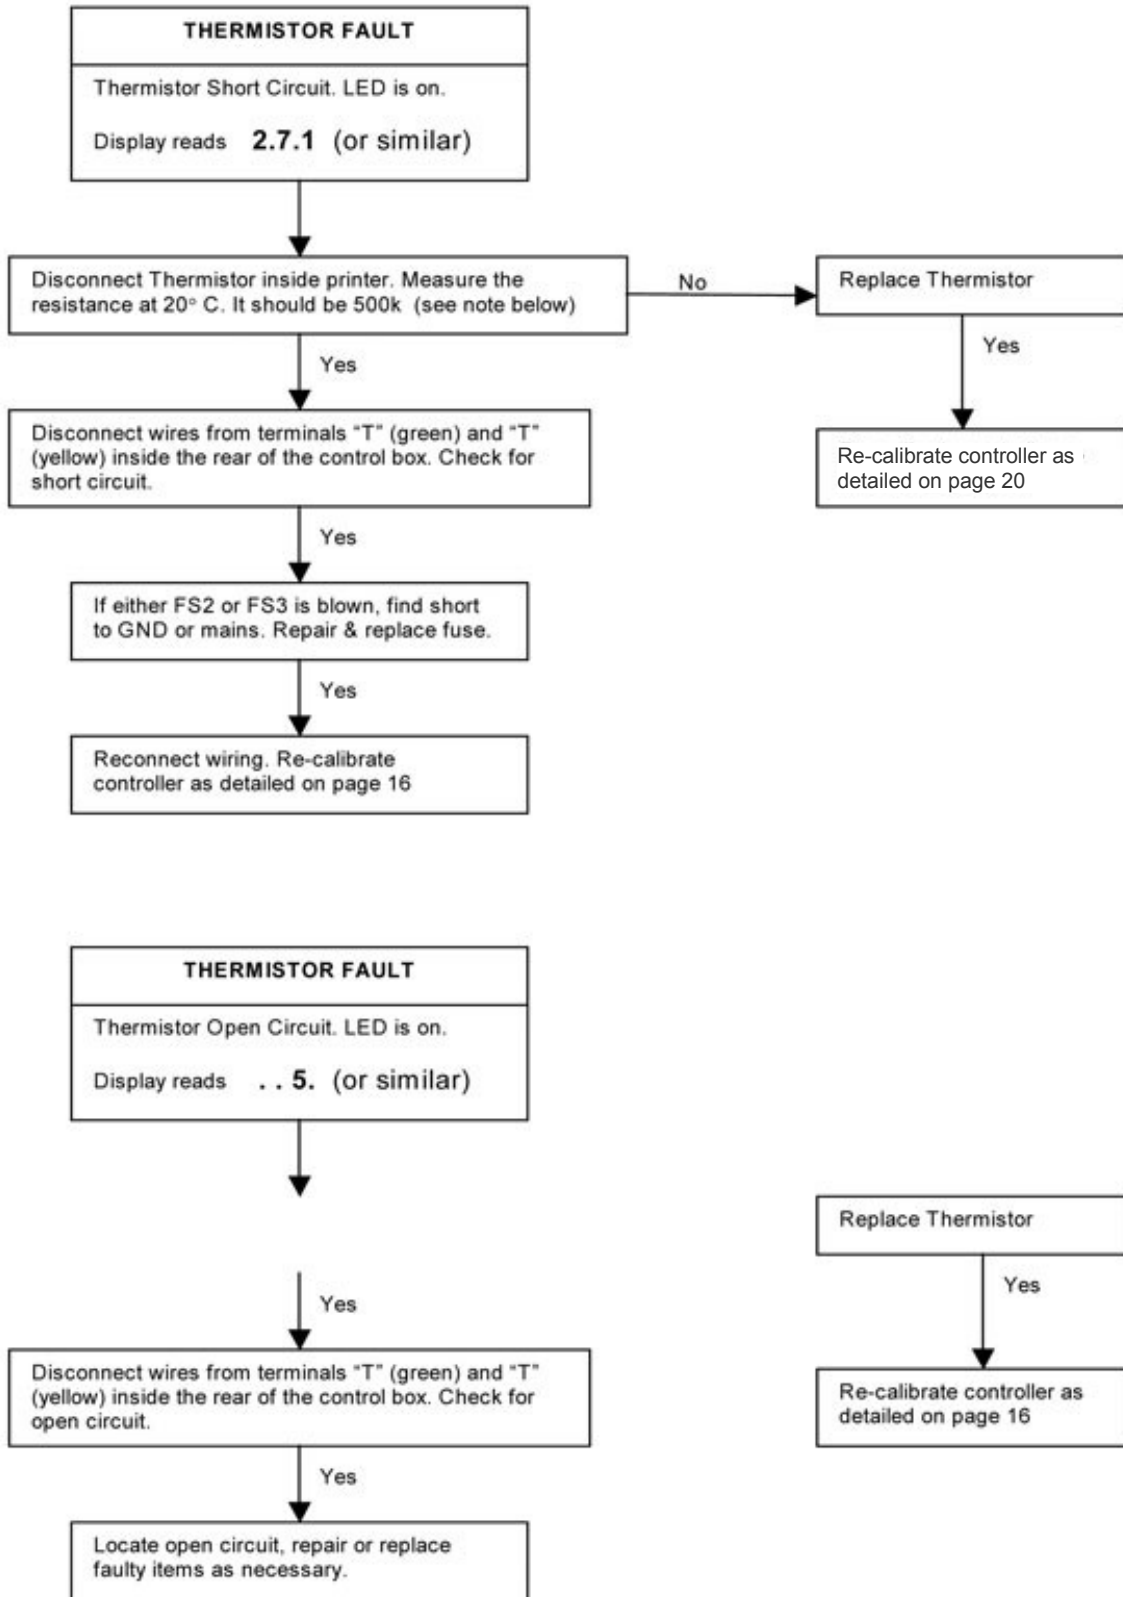 THERMISTOR FAULT
Thermistor Short Circuit. LED is on.
Display reads 2.7.1 (or similar)
Disconnect Thermistor inside printer. Measure the
resistance at 20° C. It should be 500k (see note below)
No
Replace Thermistor
Yes
Yes
Disconnect wires from terminals “T” (green) and “T”
(yellow) inside the rear of the control box. Check for
short circuit.
Re-calibrate controller as
detailed on page 20
Yes
If either FS2 or FS3 is blown, find short
to GND or mains. Repair & replace fuse.
Yes
Reconnect wiring. Re-calibrate
controller as detailed on page 16
THERMISTOR FAULT
Thermistor Open Circuit. LED is on.
Display reads . . 5. (or similar)
Replace Thermistor
Yes
Yes
Disconnect wires from terminals “T” (green) and “T”
(yellow) inside the rear of the control box. Check for
open circuit.
Re-calibrate controller as
detailed on page 16
Yes
Locate open circuit, repair or replace
faulty items as necessary.